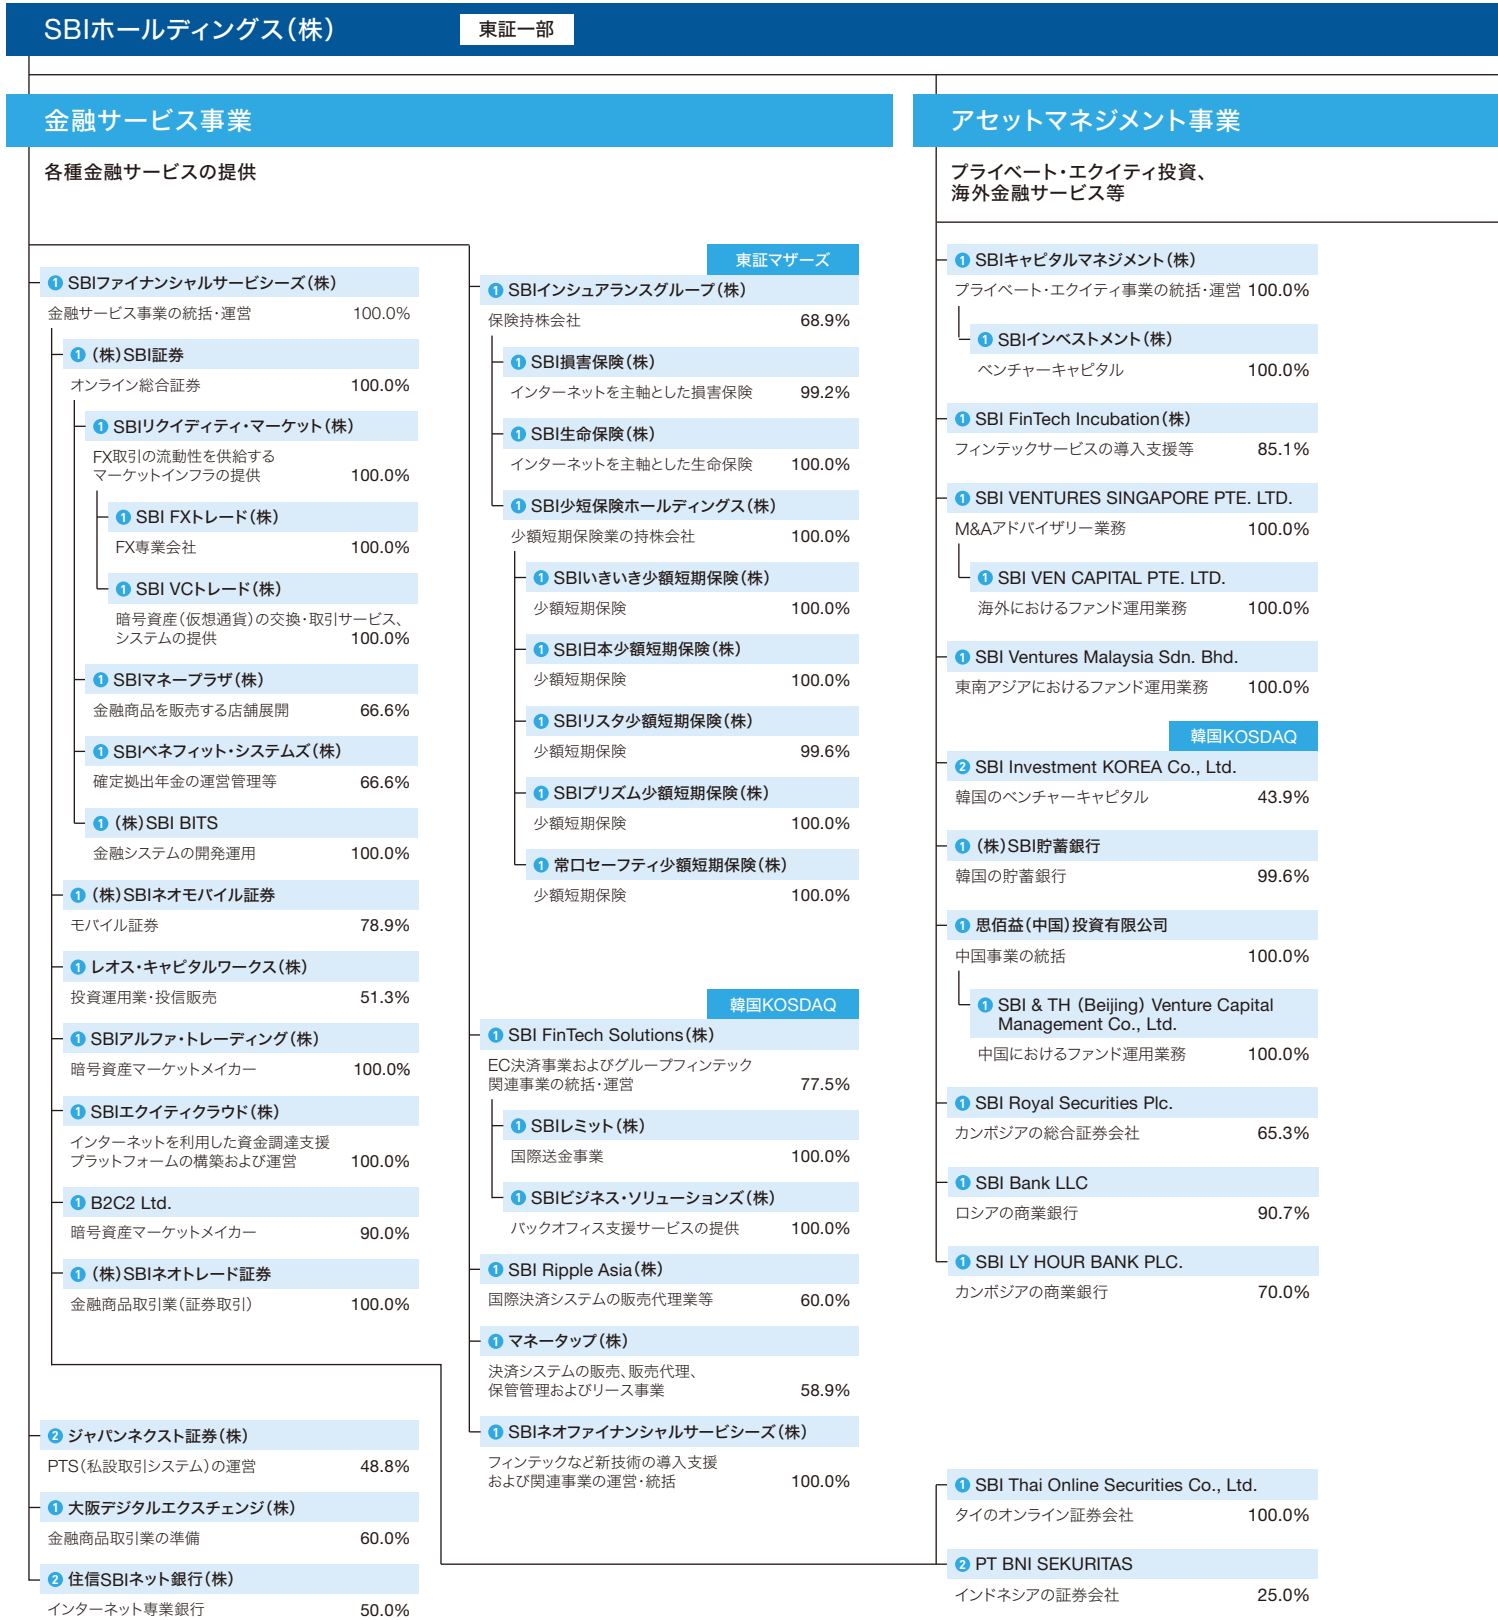 SBIホールディングス(株)
東証一部
金融サービス事業
各種金融サービスの提供
❶ SBIファイナンシャルサービシーズ(株)
金融サービス事業の統括・運営 100.0%
❶ (株)SBI証券
オンライン総合証券 100.0%
❶ SBIリクイディティ・マーケット(株)
FX取引の流動性を供給する
マーケットインフラの提供 100.0%
❶ SBI FXトレード(株)
FX専業会社 100.0%
❶ SBI VCトレード(株)
暗号資産(仮想通貨)の交換・取引サービス、
システムの提供 100.0%
❶ SBIマネープラザ(株)
金融商品を販売する店舗展開 66.6%
❶ SBIベネフィット・システムズ(株)
確定拠出年金の運営管理等 66.6%
❶ (株)SBI BITS
金融システムの開発運用 100.0%
❶ (株)SBIネオモバイル証券
モバイル証券 78.9%
❶ レオス・キャピタルワークス(株)
投資運用業・投信販売 51.3%
❶ SBIアルファ・トレーディング(株)
暗号資産マーケットメイカー 100.0%
❶ SBIエクイティクラウド(株)
インターネットを利用した資金調達支援
プラットフォームの構築および運営 100.0%
❶ B2C2 Ltd.
暗号資産マーケットメイカー 90.0%
❶ (株)SBIネオトレード証券
金融商品取引業(証券取引) 100.0%
❷ ジャパンネクスト証券(株)
PTS(私設取引システム)の運営 48.8%
❶ 大阪デジタルエクスチェンジ(株)
金融商品取引業の準備 60.0%
❷ 住信SBIネット銀行(株)
インターネット専業銀行 50.0%
東証マザーズ
❶ SBIインシュアランスグループ(株)
保険持株会社 68.9%
❶ SBI損害保険(株)
インターネットを主軸とした損害保険 99.2%
❶ SBI生命保険(株)
インターネットを主軸とした生命保険 100.0%
❶ SBI少短保険ホールディングス(株)
少額短期保険業の持株会社 100.0%
❶ SBIいきいき少額短期保険(株)
少額短期保険 100.0%
❶ SBI日本少額短期保険(株)
少額短期保険 100.0%
❶ SBIリスタ少額短期保険(株)
少額短期保険 99.6%
❶ SBIプリズム少額短期保険(株)
少額短期保険 100.0%
❶ 常口セーフティ少額短期保険(株)
少額短期保険 100.0%
韓国KOSDAQ
❶ SBI FinTech Solutions(株)
EC決済事業およびグループフィンテック
関連事業の統括・運営 77.5%
❶ SBIレミット(株)
国際送金事業 100.0%
❶ SBIビジネス・ソリューションズ(株)
バックオフィス支援サービスの提供 100.0%
❶ SBI Ripple Asia(株)
国際決済システムの販売代理業等 60.0%
❶ マネータップ(株)
決済システムの販売、販売代理、
保管管理およびリース事業 58.9%
❶ SBIネオファイナンシャルサービシーズ(株)
フィンテックなど新技術の導入支援
および関連事業の運営・統括 100.0%
アセットマネジメント事業
プライベート・エクイティ投資、
海外金融サービス等
❶ SBIキャピタルマネジメント(株)
プライベート・エクイティ事業の統括・運営 100.0%
❶ SBIインベストメント(株)
ベンチャーキャピタル 100.0%
❶ SBI FinTech Incubation(株)
フィンテックサービスの導入支援等 85.1%
❶ SBI VENTURES SINGAPORE PTE. LTD.
M&Aアドバイザリー業務 100.0%
❶ SBI VEN CAPITAL PTE. LTD.
海外におけるファンド運用業務 100.0%
❶ SBI Ventures Malaysia Sdn. Bhd.
東南アジアにおけるファンド運用業務 100.0%
韓国KOSDAQ
❷ SBI Investment KOREA Co., Ltd.
韓国のベンチャーキャピタル 43.9%
❶ (株)SBI貯蓄銀行
韓国の貯蓄銀行 99.6%
❶ 思佰益(中国)投資有限公司
中国事業の統括 100.0%
❶ SBI & TH (Beijing) Venture Capital
Management Co., Ltd.
中国におけるファンド運用業務 100.0%
❶ SBI Royal Securities Plc.
カンボジアの総合証券会社 65.3%
❶ SBI Bank LLC
ロシアの商業銀行 90.7%
❶ SBI LY HOUR BANK PLC.
カンボジアの商業銀行 70.0%
❶ SBI Thai Online Securities Co., Ltd.
タイのオンライン証券会社 100.0%
❷ PT BNI SEKURITAS
インドネシアの証券会社 25.0%